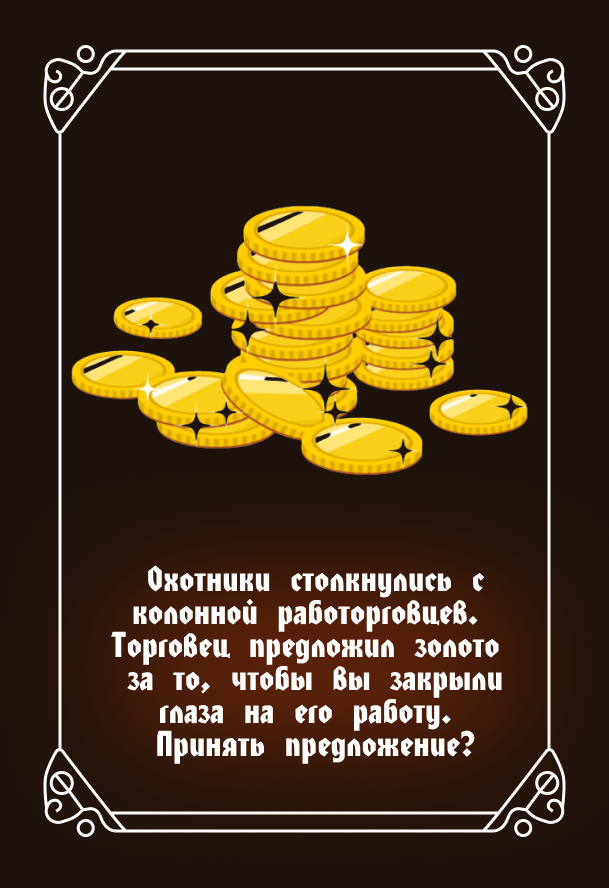 Охотники столкнулись с
колонной работорговцев.
Торговец предложил золото
за то, чтобы вы закрыли
глаза на его работу.
Принять предложение?